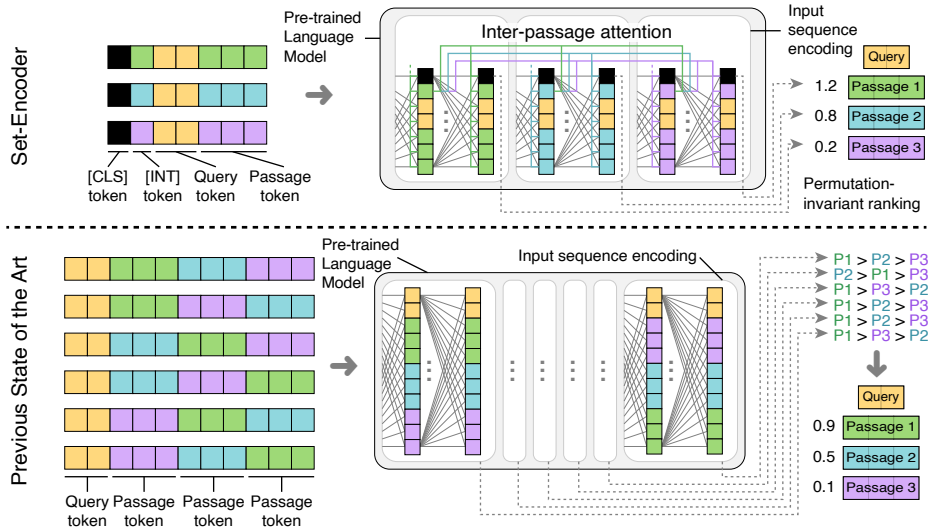 Set-Encoder
[CLS]
token
[INT]
token
Query
token
Passage
token
Pre-trained
Language
Model
Inter-passage attention
Input
sequence
encoding
Query
1.2 Passage 1
0.8 Passage 2
0.2 Passage 3
Permutation-
invariant ranking
Previous State of the Art
Query
token
Passage
token
Passage
token
Passage
token
Pre-trained
Language
Model
Input sequence encoding
P1 > P2 > P3
P2 > P1 > P3
P1 > P3 > P2
P1 > P2 > P3
P1 > P2 > P3
P1 > P3 > P2
Query
0.9 Passage 1
0.5 Passage 2
0.1 Passage 3